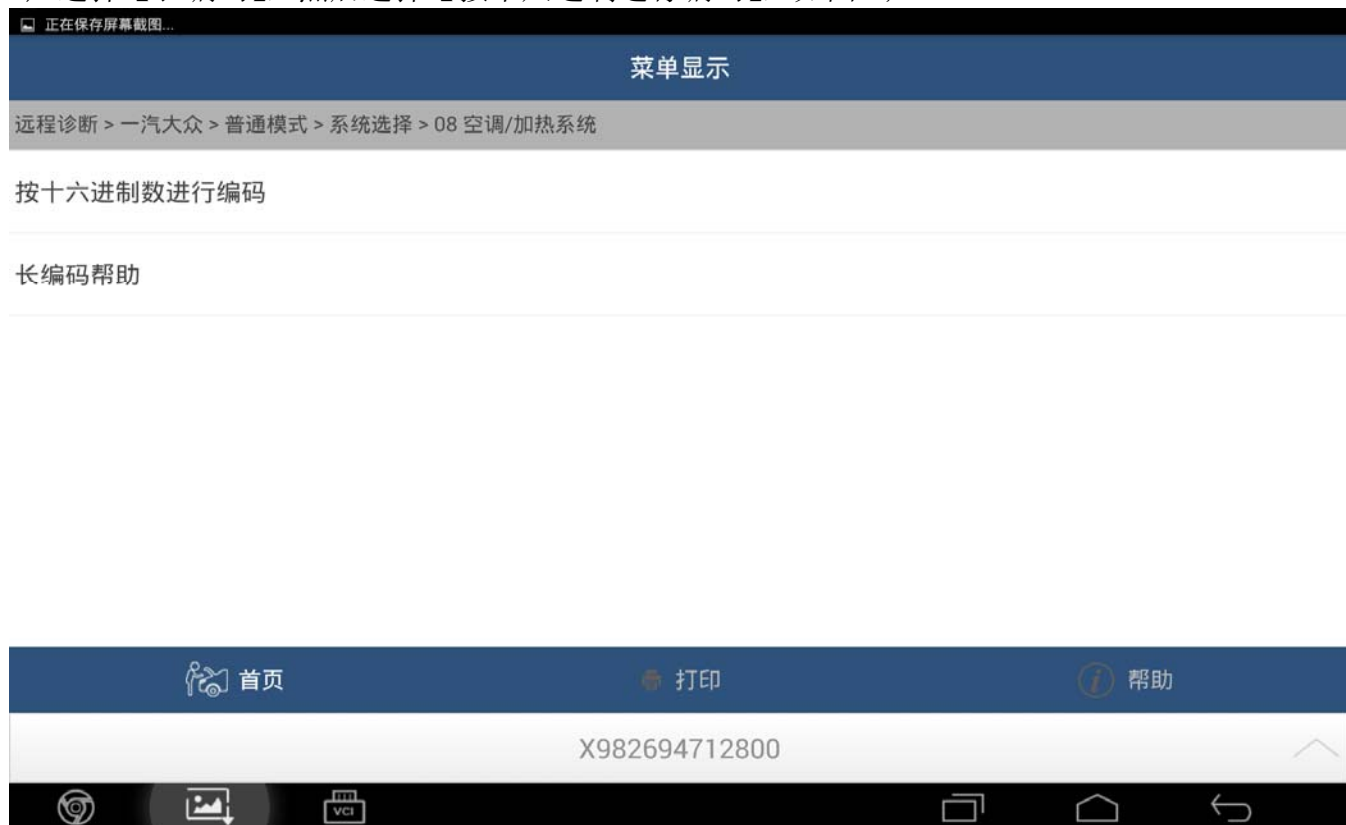 正在保存屏幕截图...
菜单显示
远程诊断 > 一汽大众 > 普通模式 > 系统选择 > 08 空调/加热系统
按十六进制数进行编码
长编码帮助
首页
打印
帮助
X982694712800
VCI